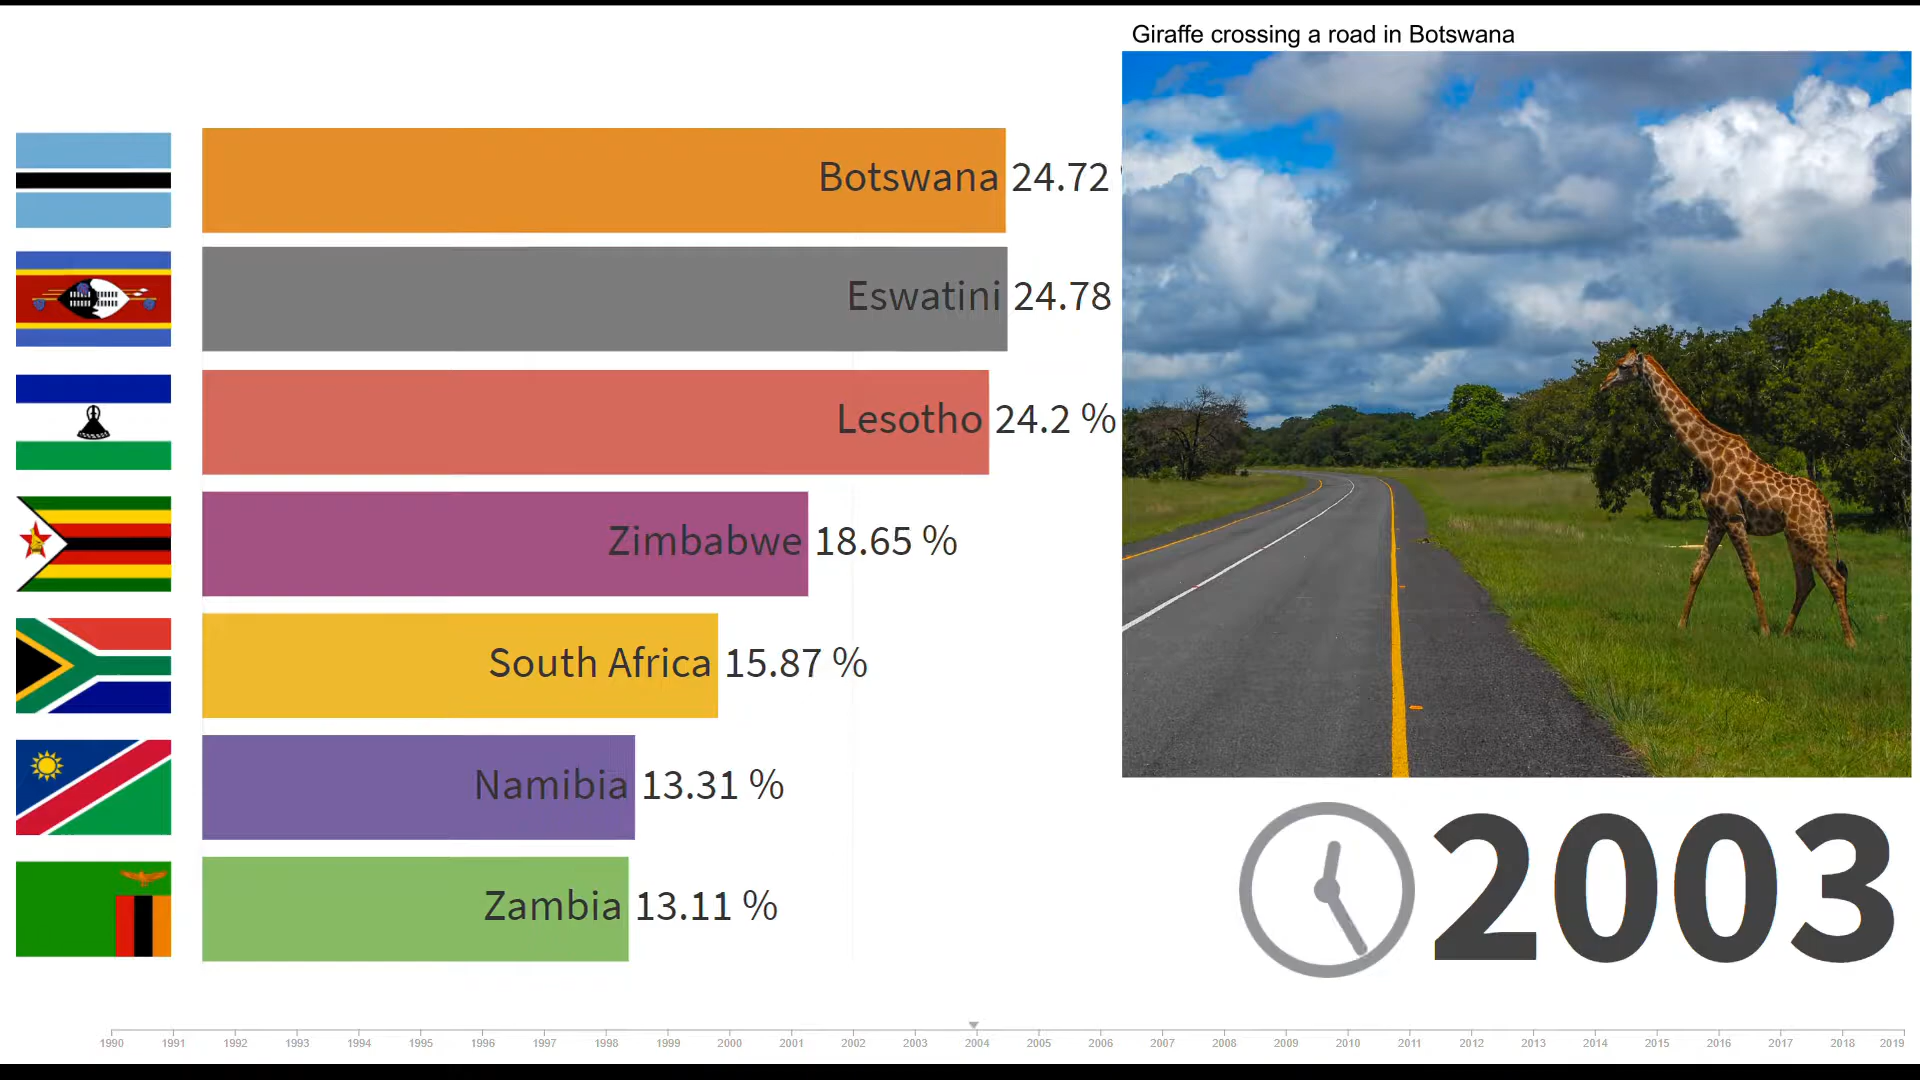 Giraffe crossing a road in Botswana
Botswana 24.72
Eswatini 24.78
Lesotho 24.2 %
Zimbabwe 18.65 %
South Africa 15.87 %
Namibia 13.31 %
Zambia 13.11 %
2003
1990 1991 1992 1993 1994 1995 1996 1997 1998 1999 2000 2001 2002 2003 2004 2005 2006 2007 2008 2009 2010 2011 2012 2013 2014 2015 2016 2017 2018 2019